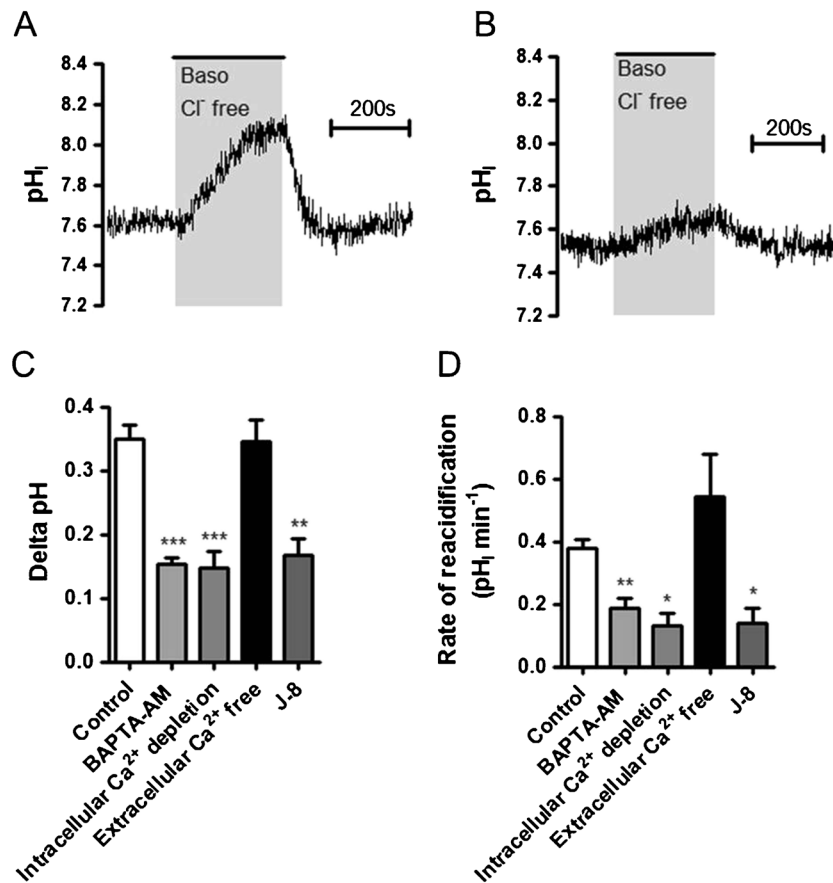 A
B
8.4
8.2
8.0
7.8
7.6
7.4
7.2
pHi
Baso
Cl- free
200s
8.4
8.2
8.0
7.8
7.6
7.4
7.2
pHi
Baso
Cl- free
200s
C
D
0.4
0.3
0.2
0.1
0.0
Delta pH
***
***
**
Control
BAPTA-AM
Intracellular Ca2+ depletion
Extracellular Ca2+ free
J-8
0.8
0.6
0.4
0.2
0.0
Rate of reacidification
(pHi min-1)
**
*
*
Control
BAPTA-AM
Intracellular Ca2+ depletion
Extracellular Ca2+ free
J-8